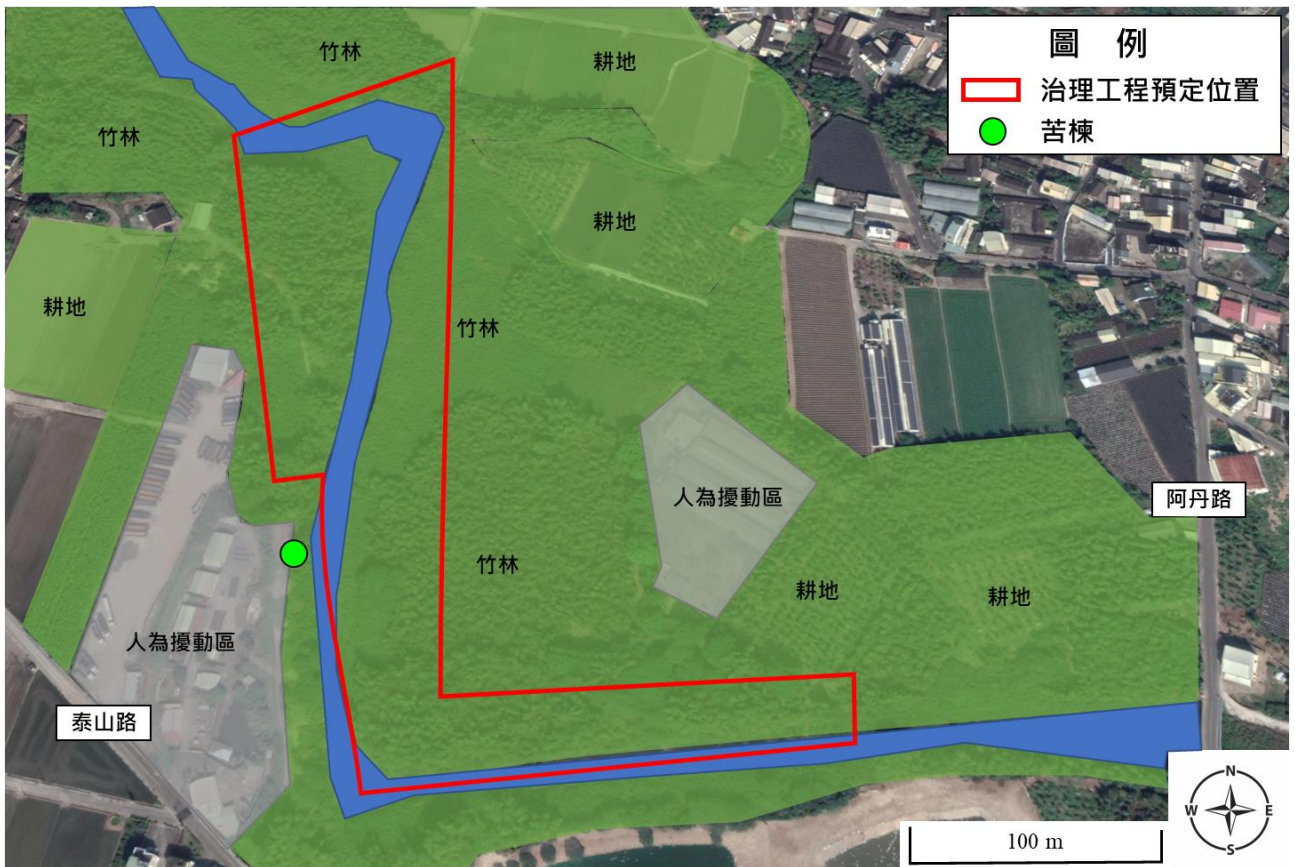 圖 例
治理工程預定位置
苦楝
竹林
耕地
竹林
耕地
耕地
竹林
人為擾動區
阿丹路
竹林
耕地
耕地
人為擾動區
泰山路
N
W
E
S
100 m